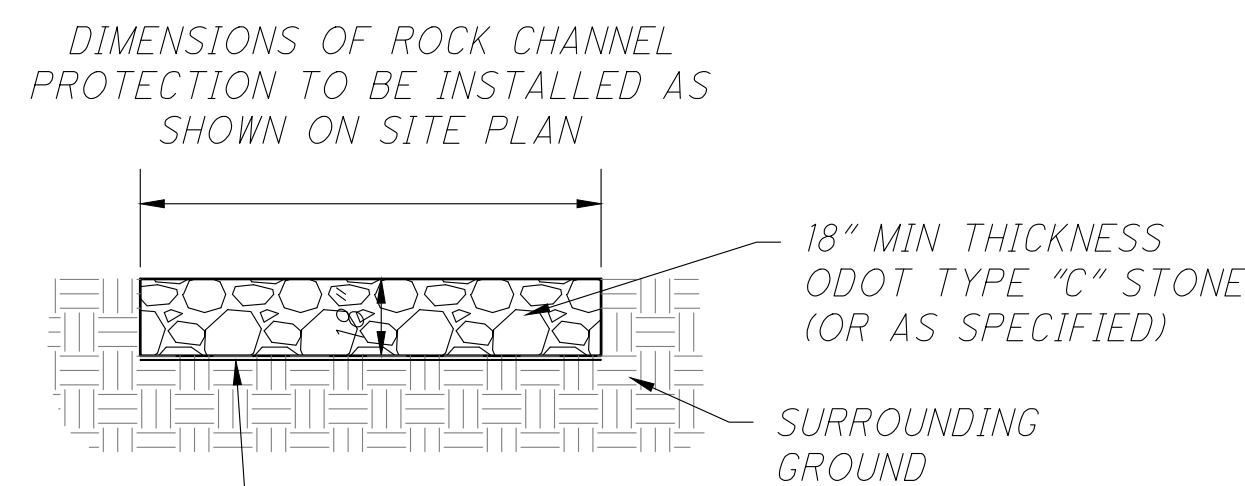 DIMENSIONS OF ROCK CHANNEL
PROTECTION TO BE INSTALLED AS
SHOWN ON SITE PLAN
18" MIN THICKNESS
ODOT TYPE "C" STONE
(OR AS SPECIFIED)
18"
SURROUNDING
GROUND